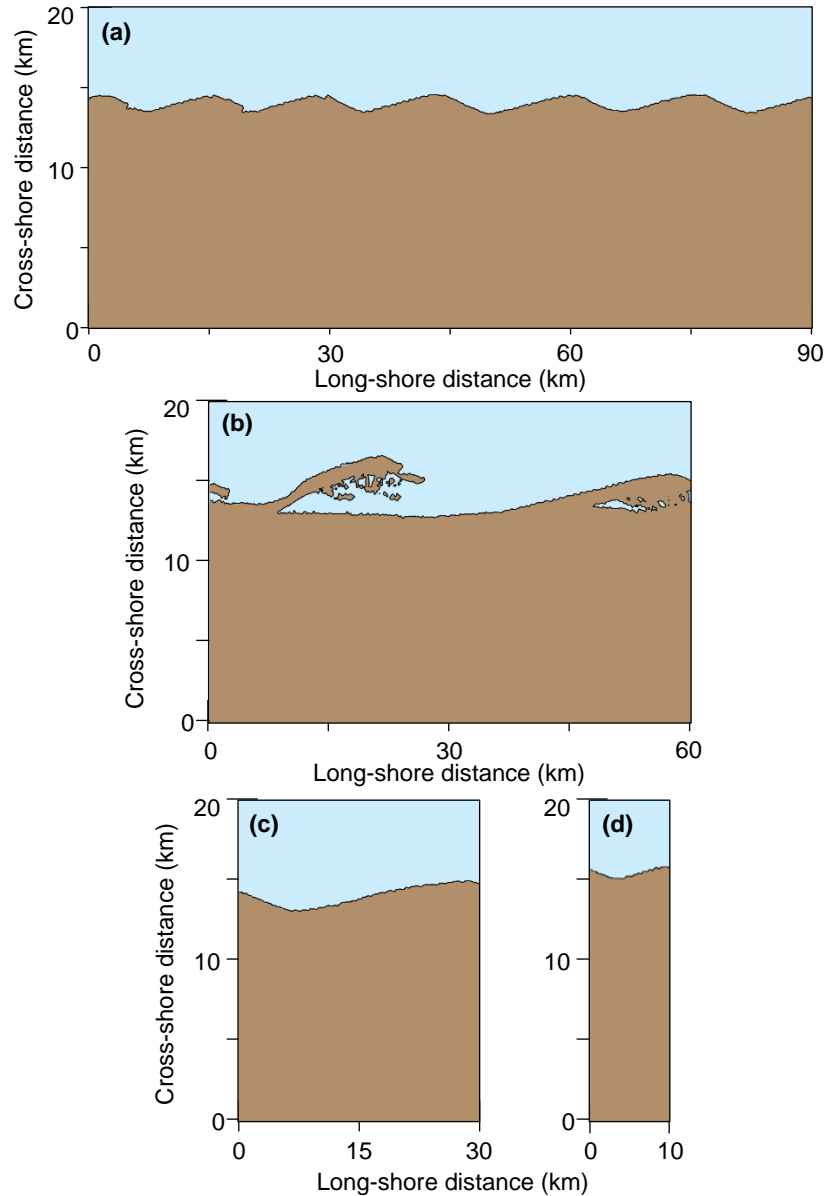 20
(a)
Cross-shore distance (km)
10
0
0 30 60 90
Long-shore distance (km)
20
(b)
Cross-shore distance (km)
10
0
0 30 60
Long-shore distance (km)
20 20
(c) (d)
Cross-shore distance (km)
10 10
0 0
0 15 30 0 10
Long-shore distance (km)